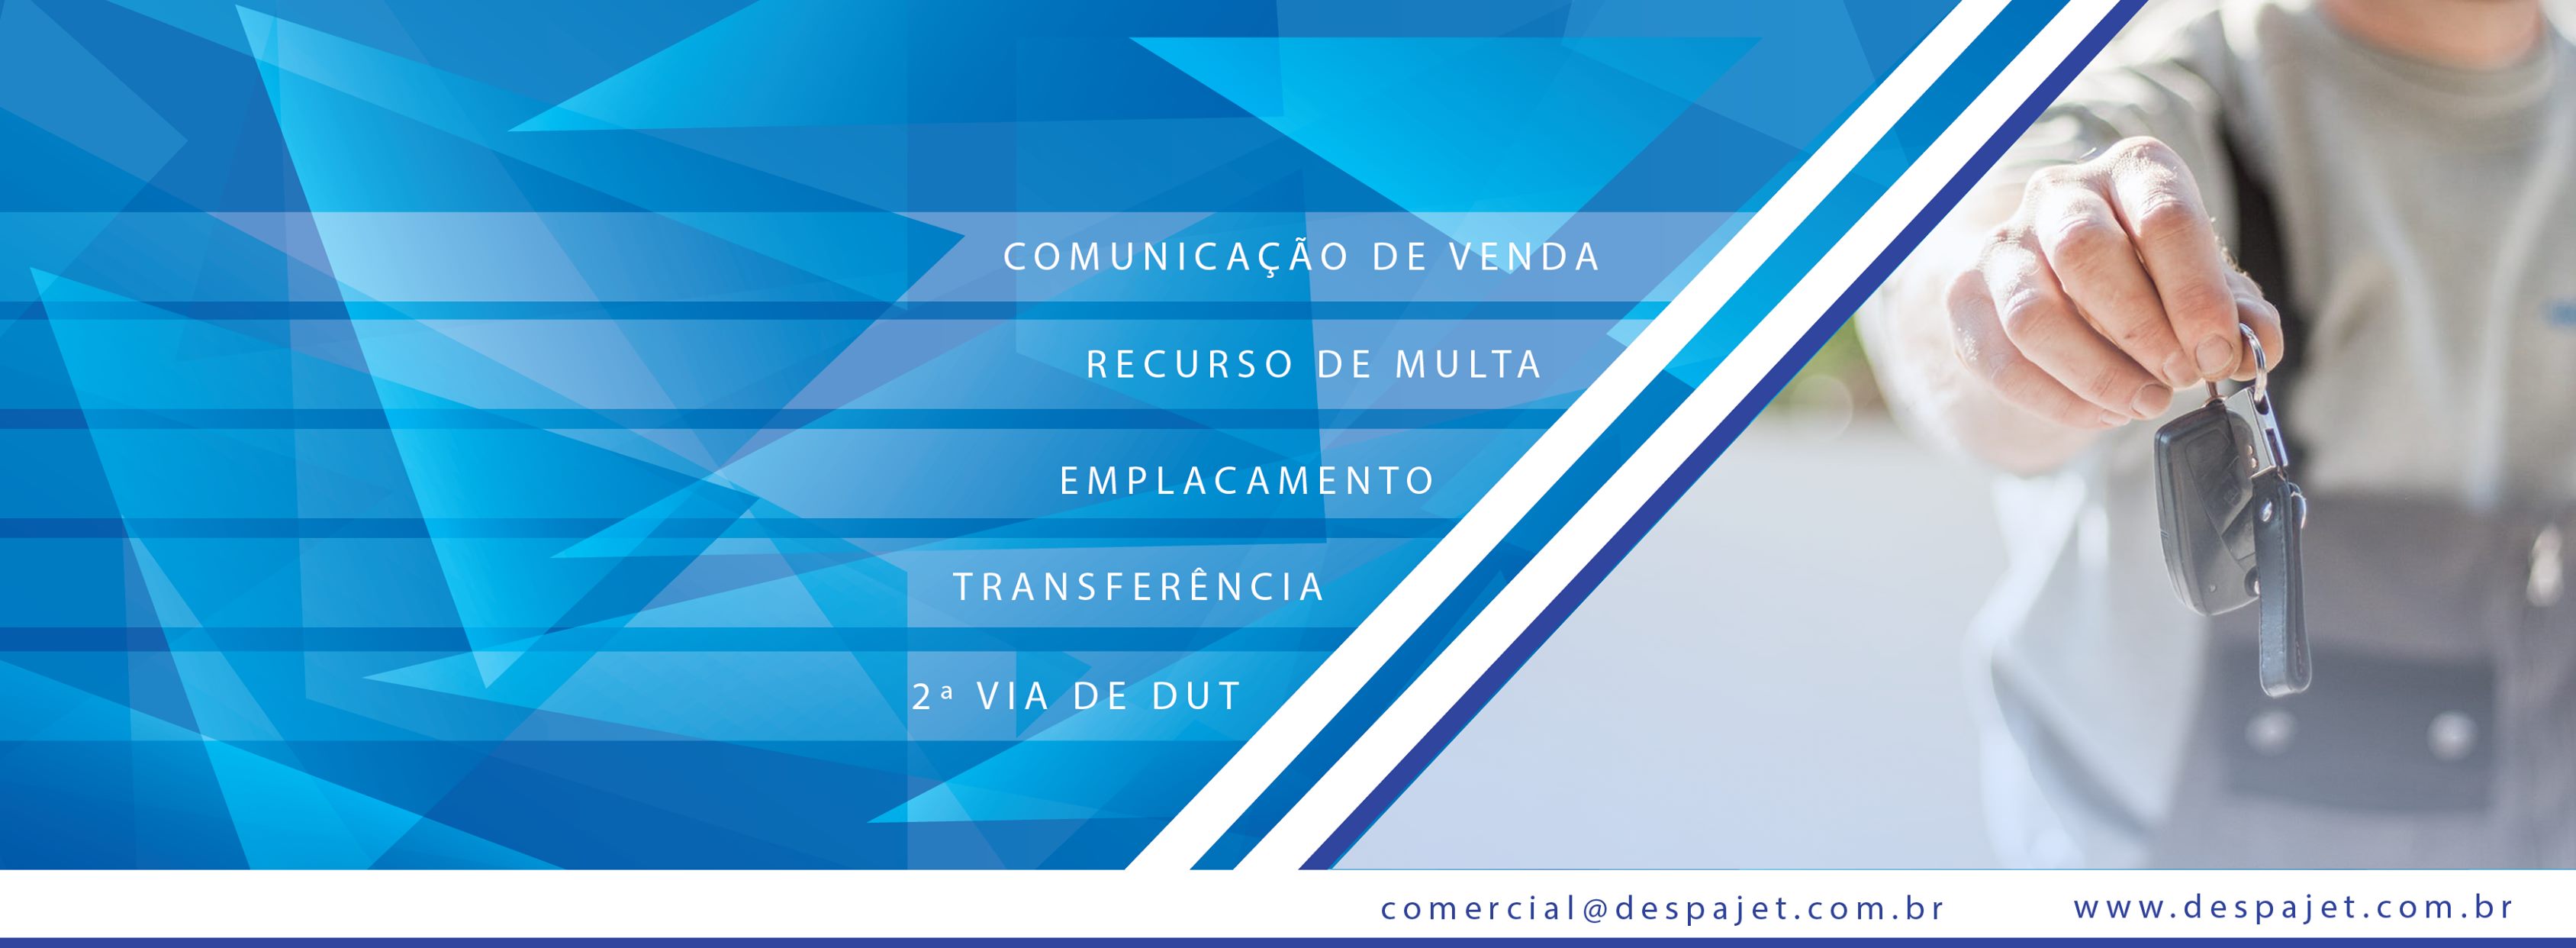 COMUNICAÇÃO DE VENDA
RECURSO DE MULTA
EMPLACAMENTO
TRANSFERÊNCIA
2ª VIA DE DUT
comercial@despajet.com.br
www.despajet.com.br